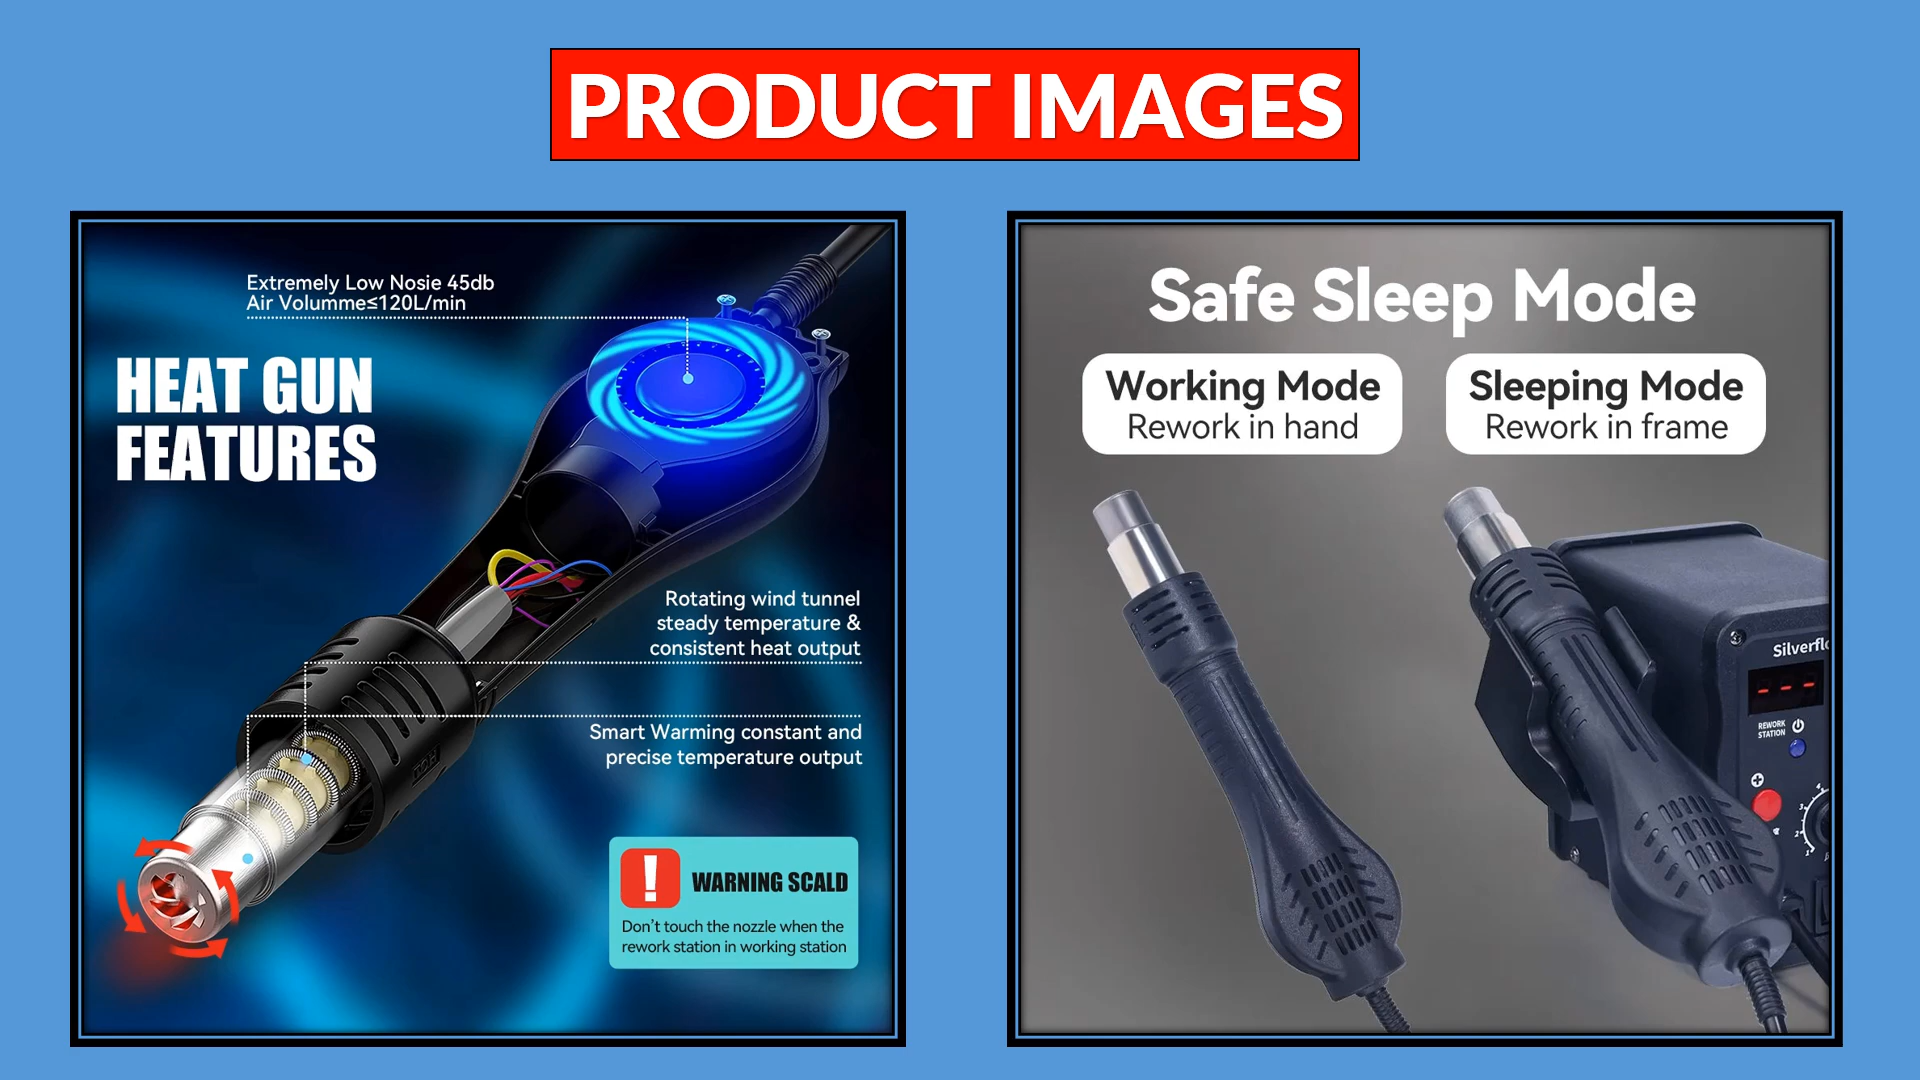 PRODUCT IMAGES
Extremely Low Nosie 45db
Air Volumme≤120L/min
HEAT GUN
FEATURES
Rotating wind tunnel
steady temperature &
consistent heat output
Smart Warming constant and
precise temperature output
WARNING SCALD
Don't touch the nozzle when the
rework station in working station
Safe Sleep Mode
Working Mode
Rework in hand
Sleeping Mode
Rework in frame
Silverflo
- - -
REWORK
STATION